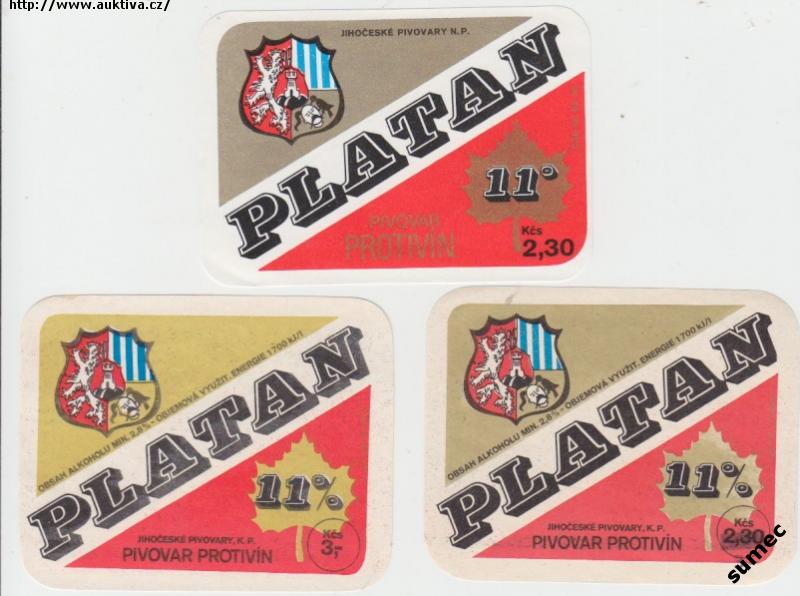 http://www.auktiva.cz/
JIHOČESKÉ PIVOVARY N.P.
PLATAN
11°
PIVOVAR
PROTIVÍN
Kčs
2,30
OBSAH ALKOHOLU MIN. 2,8% - OBJEMOVÁ VYUŽIT. ENERGIE 1700 kJ/l
PLATAN
11%
JIHOČESKÉ PIVOVARY, K. P.
PIVOVAR PROTIVÍN
Kčs
3,-
OBSAH ALKOHOLU MIN. 2,8% - OBJEMOVÁ VYUŽIT. ENERGIE 1700 kJ/l
PLATAN
11%
JIHOČESKÉ PIVOVARY, K. P.
PIVOVAR PROTIVÍN
Kčs
2,30
sumec